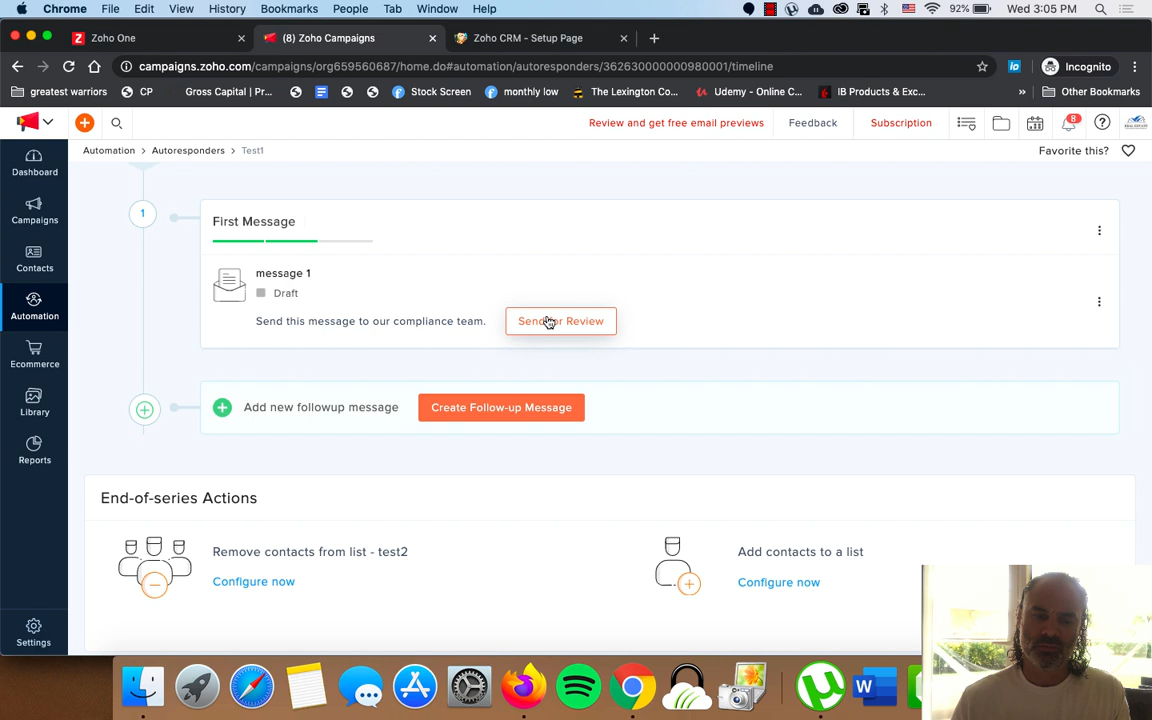 Chrome File Edit View History Bookmarks People Tab Window Help 92% Wed 3:05 PM
Zoho One (8) Zoho Campaigns Zoho CRM - Setup Page
campaigns.zoho.com/campaigns/org659560687/home.do#automation/autoresponders/362630000000980001/timeline Incognito
greatest warriors CP Gross Capital | Pr... Stock Screen monthly low The Lexington Co... Udemy - Online C... IB Products & Exc... » Other Bookmarks
Review and get free email previews Feedback Subscription 8
Automation > Autoresponders > Test1 Favorite this?
Dashboard
Campaigns
Contacts
Automation
Ecommerce
Library
Reports
Settings
1 First Message
message 1
Draft
Send this message to our compliance team. Send for Review
Add new followup message Create Follow-up Message
End-of-series Actions
Remove contacts from list - test2 Add contacts to a list
Configure now Configure now